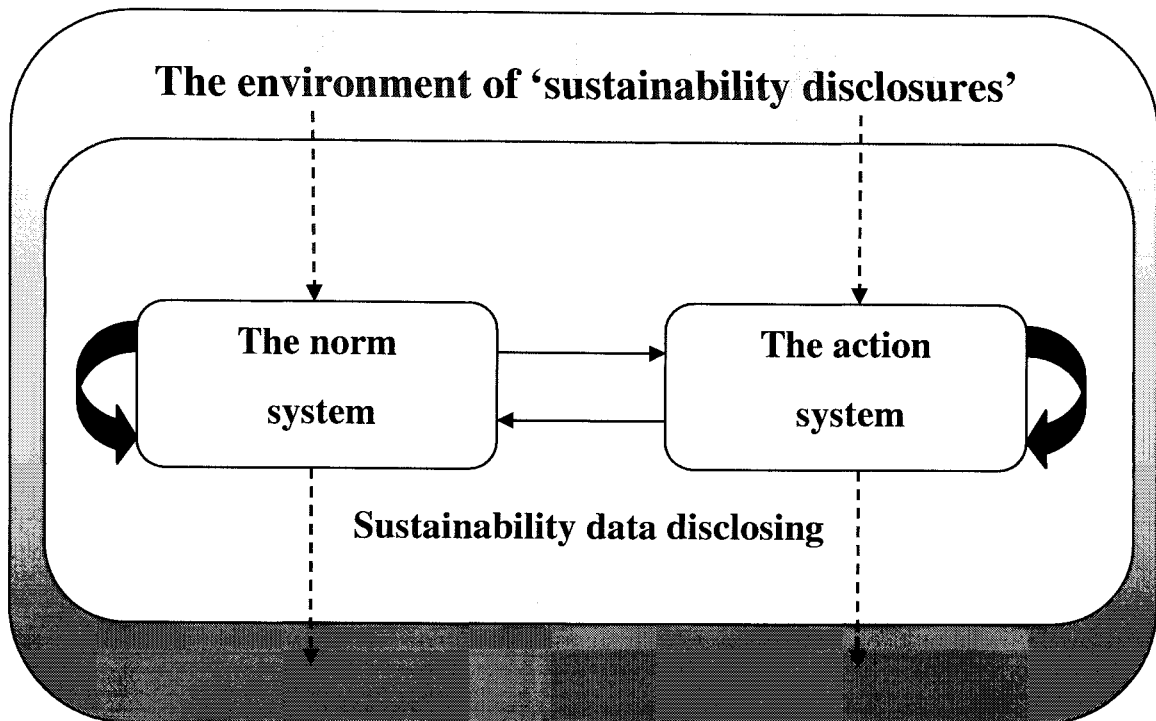 The environment of ‘sustainability disclosures’
The norm
system
The action
system
Sustainability data disclosing